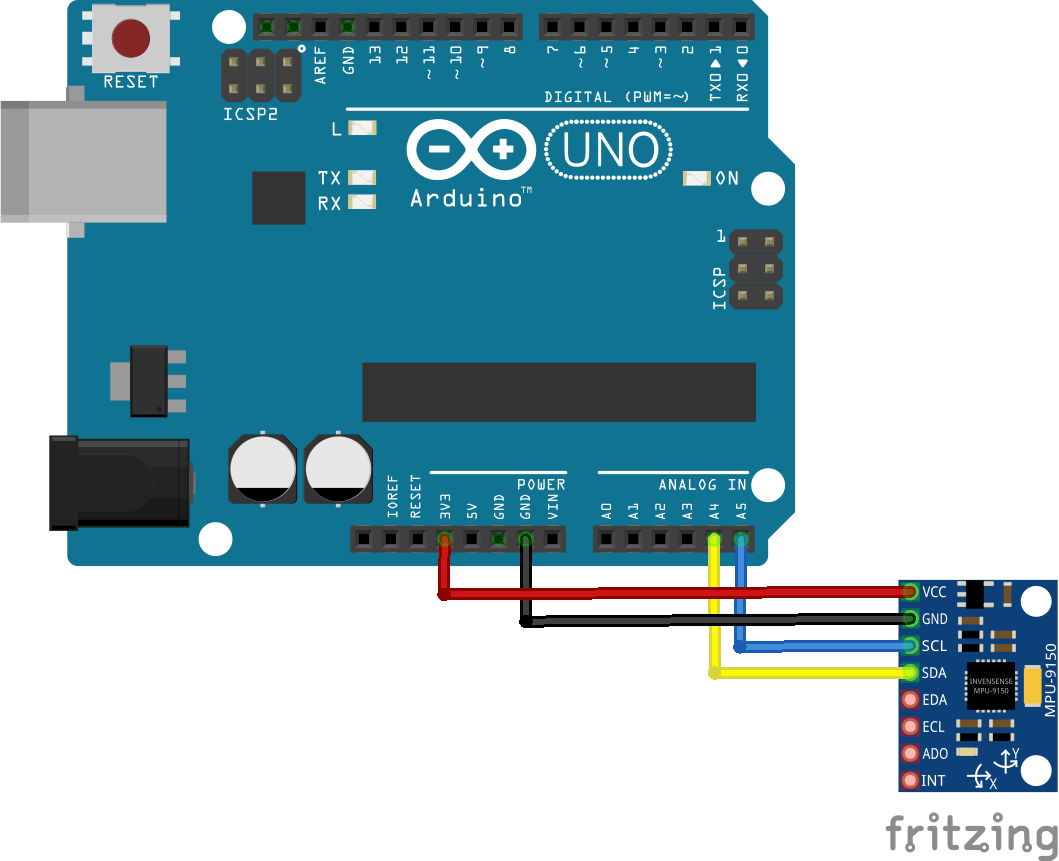 RESET
ICSP2
AREF
GND
13
12
~11
~10
~9
8
7
~6
~5
4
~3
2
TX0▶1
RX0◀0
DIGITAL (PWM=~)
L
TX
RX
Arduino™
UNO
ON
1
ICSP
IOREF
RESET
3V3
5V
GND
GND
VIN
POWER
A0
A1
A2
A3
A4
A5
ANALOG IN
VCC
GND
SCL
SDA
EDA
ECL
ADO
INT
INVENSENSE
MPU-9150
MPU-9150
Y
X
fritzing